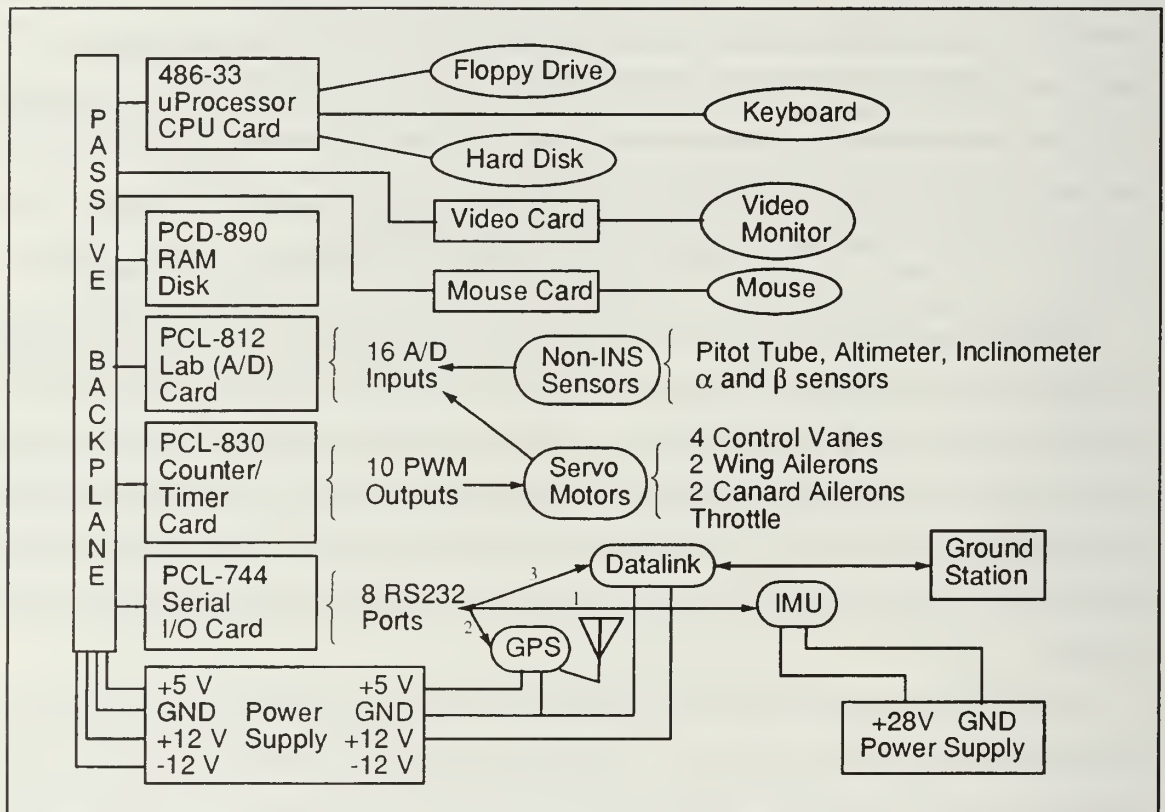 PASSIVE BACKPLANE
486-33
uProcessor
CPU Card
Floppy Drive
Keyboard
Hard Disk
Video Card
Video
Monitor
PCD-890
RAM
Disk
Mouse Card
Mouse
PCL-812
Lab (A/D)
Card
16 A/D
Inputs
Non-INS
Sensors
Pitot Tube, Altimeter, Inclinometer
α and β sensors
PCL-830
Counter/
Timer
Card
10 PWM
Outputs
Servo
Motors
4 Control Vanes
2 Wing Ailerons
2 Canard Ailerons
Throttle
PCL-744
Serial
I/O Card
8 RS232
Ports
3
1
2
Datalink
Ground
Station
IMU
GPS
+5 V
GND
+12 V
-12 V
Power
Supply
+5 V
GND
+12 V
-12 V
+28V GND
Power Supply